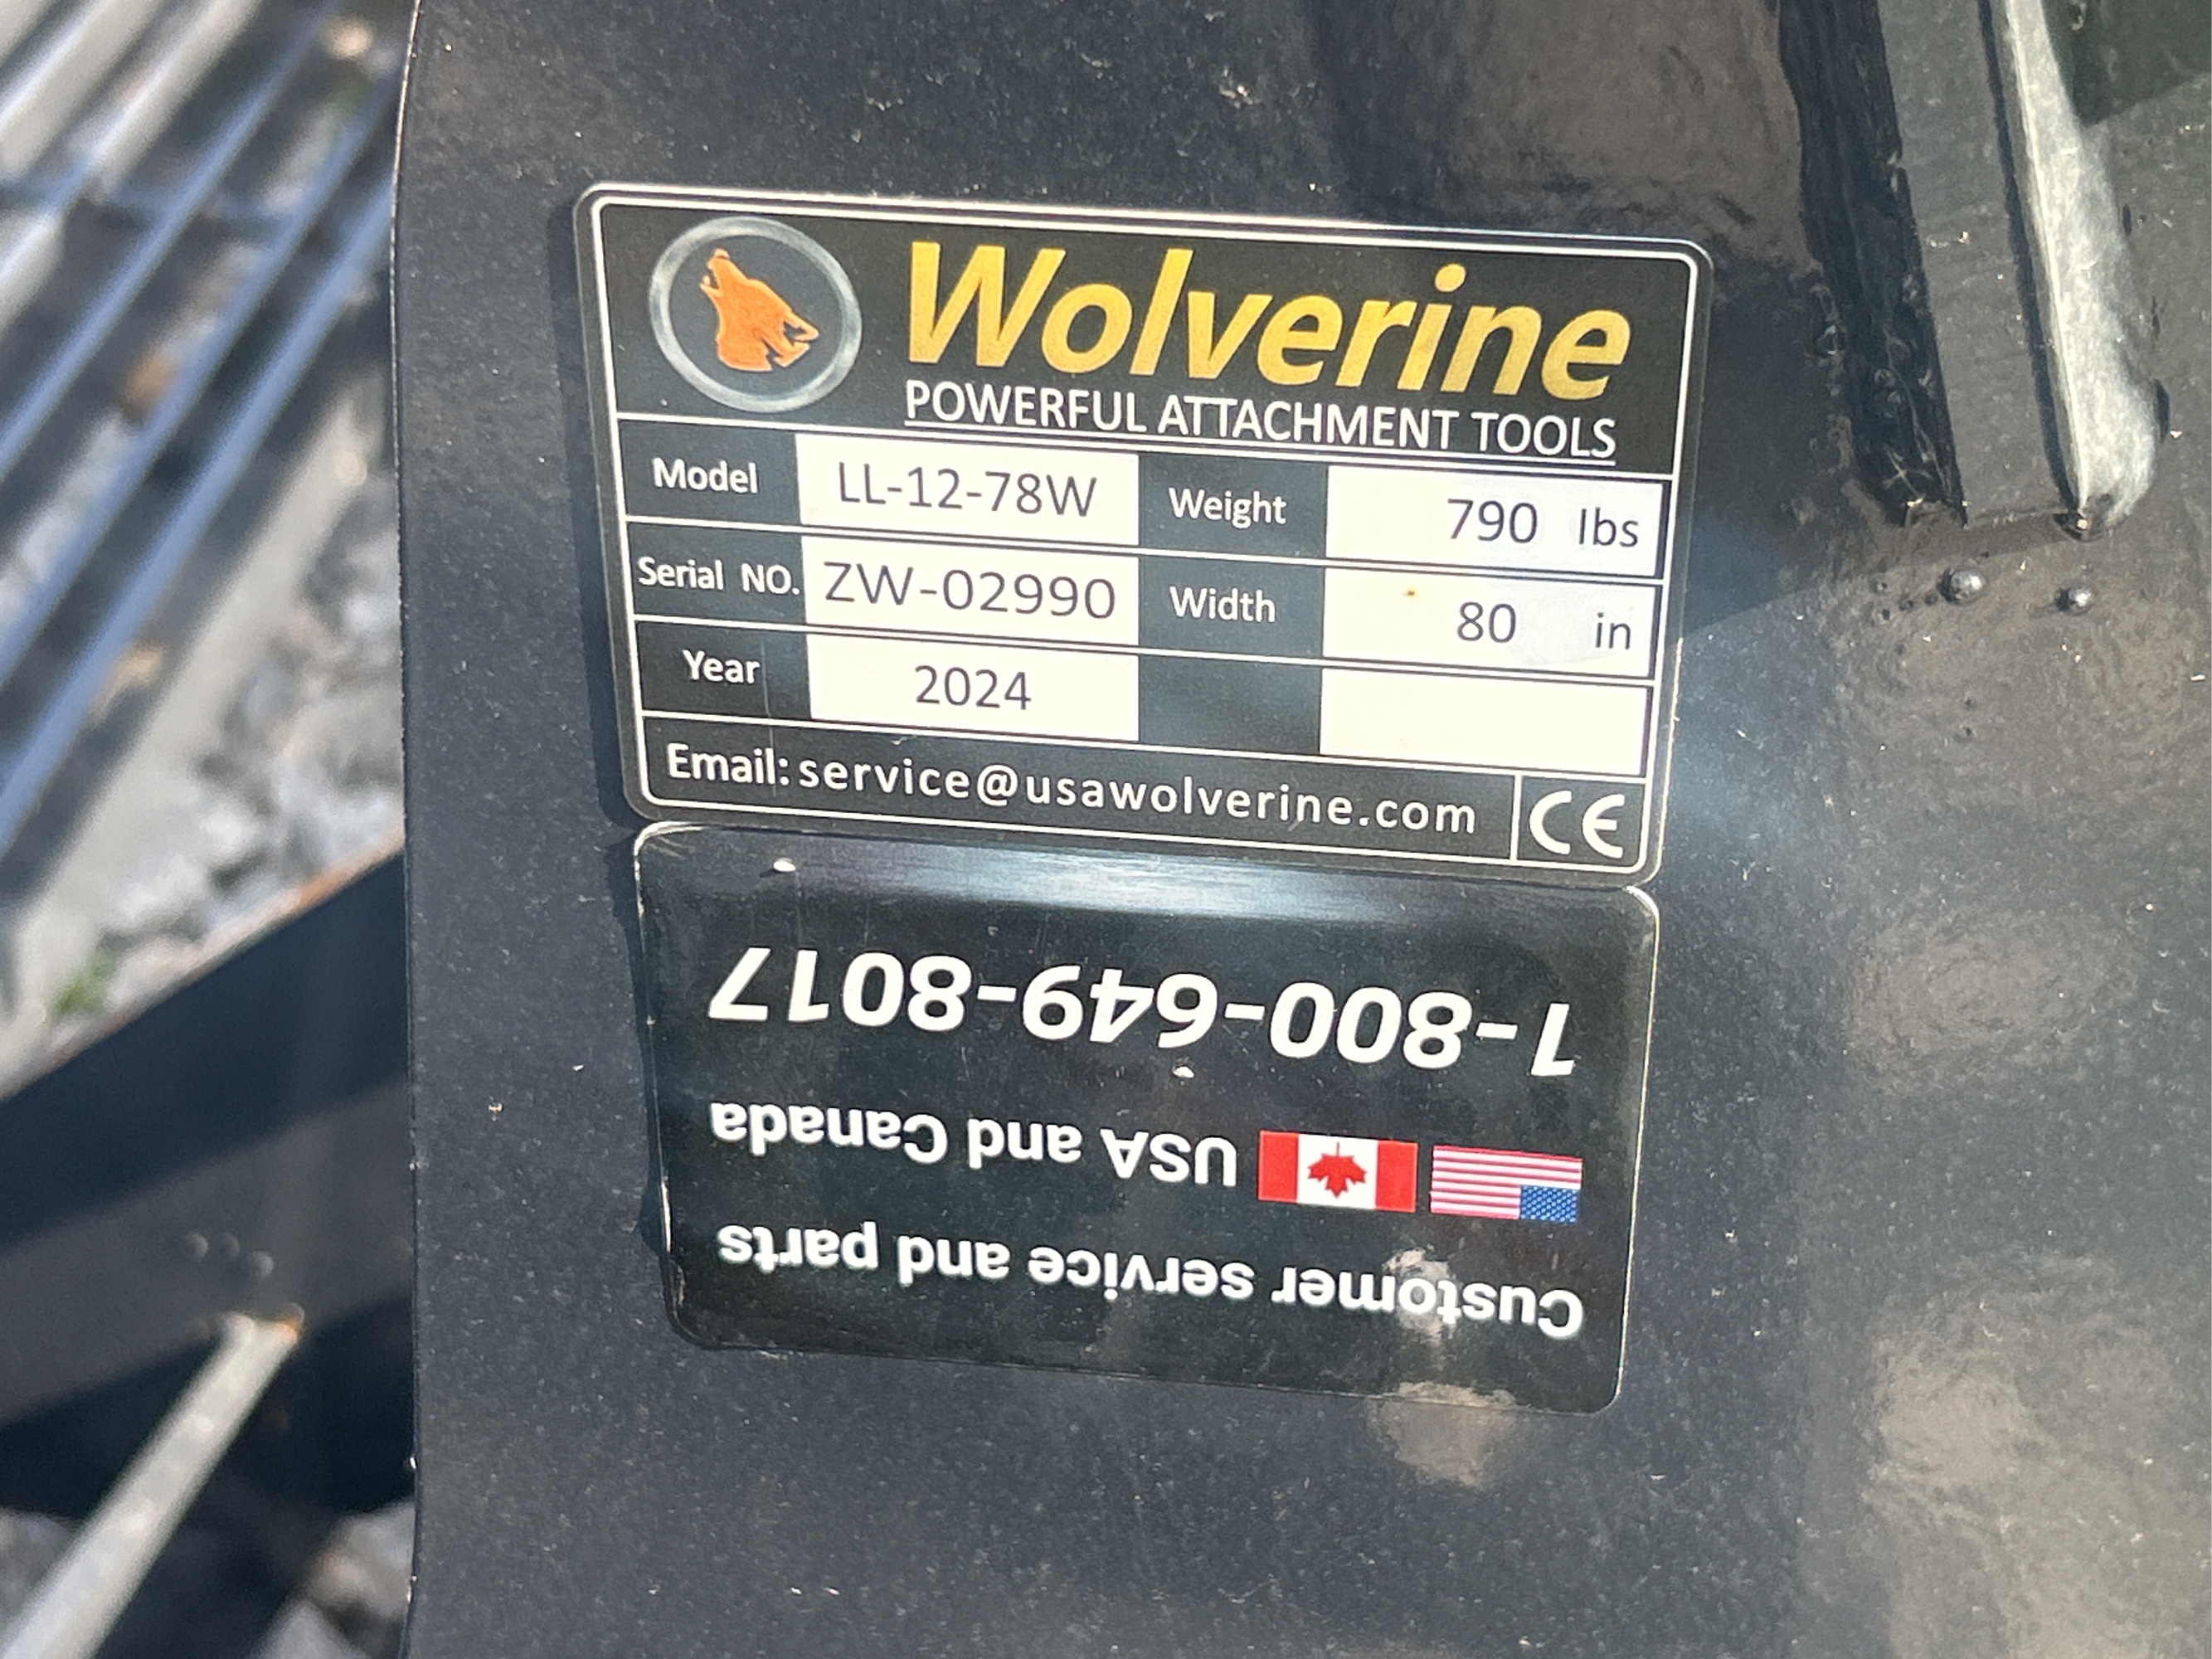 Wolverine
POWERFUL ATTACHMENT TOOLS
Model LL-12-78W Weight 790 lbs
Serial NO. ZW-02990 Width 80 in
Year 2024
Email: service@usawolverine.com CE
Customer service and parts
USA and Canada
1-800-649-8017